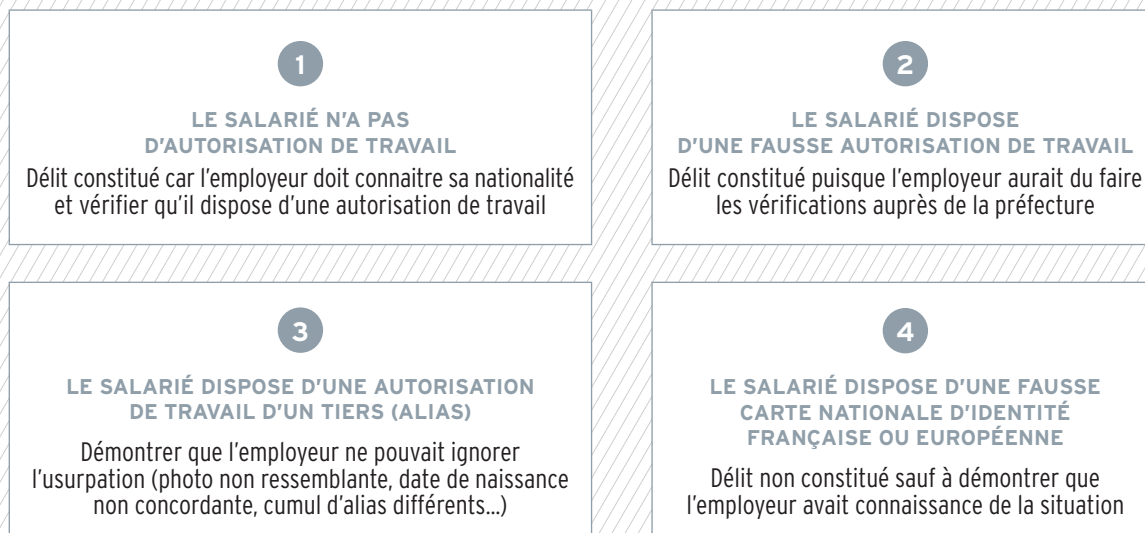 1
LE SALARIÉ N'A PAS
D'AUTORISATION DE TRAVAIL
Délit constitué car l'employeur doit connaitre sa nationalité
et vérifier qu'il dispose d'une autorisation de travail
2
LE SALARIÉ DISPOSE
D'UNE FAUSSE AUTORISATION DE TRAVAIL
Délit constitué puisque l'employeur aurait du faire
les vérifications auprès de la préfecture
3
LE SALARIÉ DISPOSE D'UNE AUTORISATION
DE TRAVAIL D'UN TIERS (ALIAS)
Démontrer que l'employeur ne pouvait ignorer
l'usurpation (photo non ressemblante, date de naissance
non concordante, cumul d'alias différents...)
4
LE SALARIÉ DISPOSE D'UNE FAUSSE
CARTE NATIONALE D'IDENTITÉ
FRANÇAISE OU EUROPÉENNE
Délit non constitué sauf à démontrer que
l'employeur avait connaissance de la situation